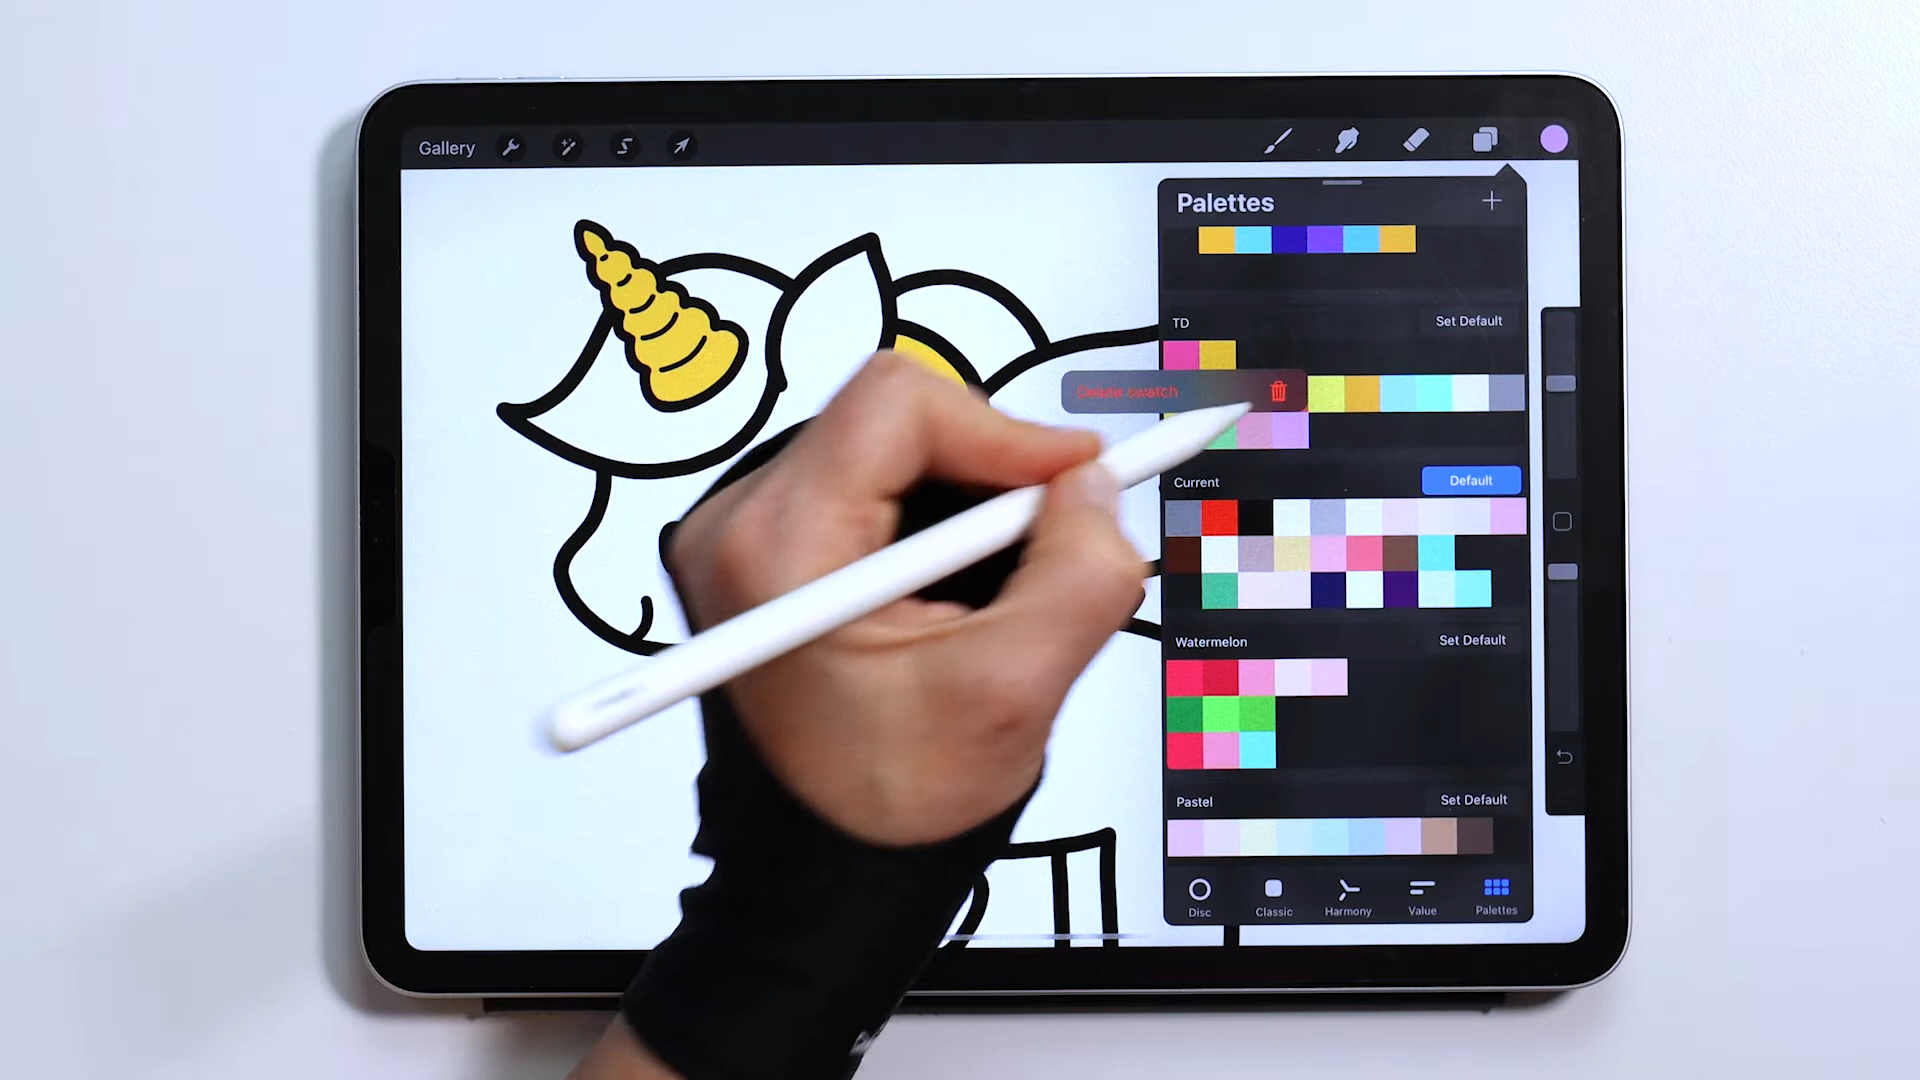 Gallery
Palettes
TD
Set Default
Delete swatch
Current
Default
Watermelon
Set Default
Pastel
Set Default
Disc
Classic
Harmony
Value
Palettes